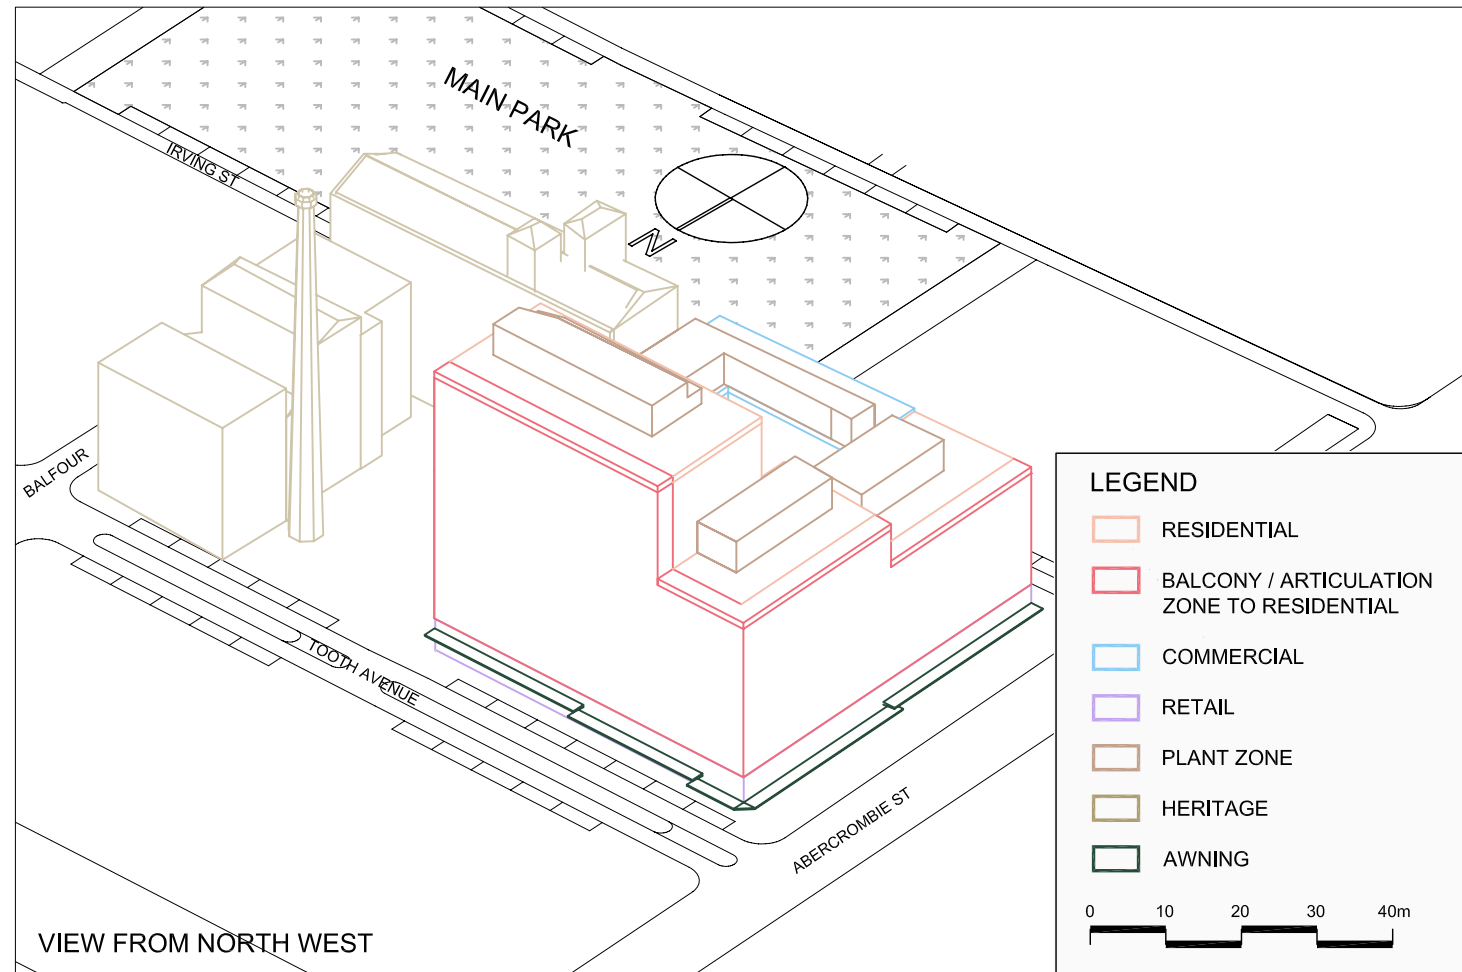 MAIN PARK
IRVING ST
N
BALFOUR
TOOTH AVENUE
ABERCROMBIE ST
VIEW FROM NORTH WEST
LEGEND
RESIDENTIAL
BALCONY / ARTICULATION
ZONE TO RESIDENTIAL
COMMERCIAL
RETAIL
PLANT ZONE
HERITAGE
AWNING
0 10 20 30 40m